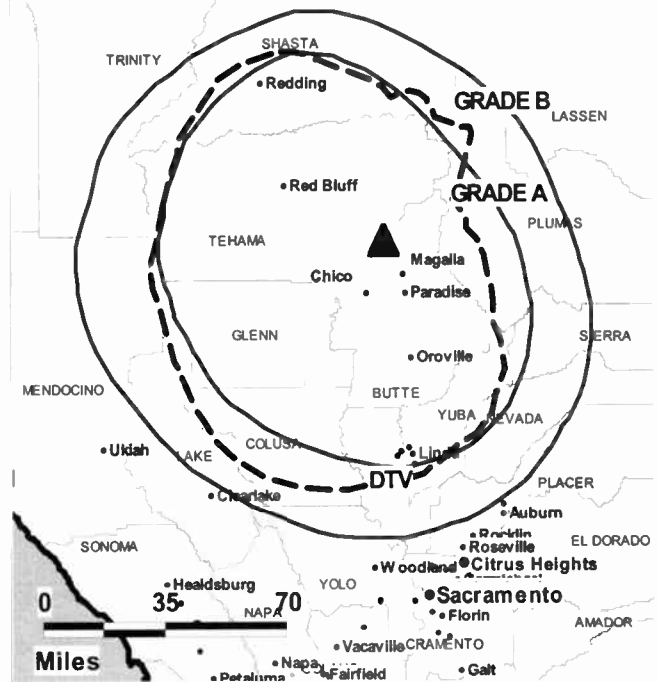 SHASTA
TRINITY
Redding
GRADE B
LASSEN
Red Bluff
GRADE A
PLUMAS
TEHAMA
Magalia
Chico
Paradise
GLENN
SIERRA
Oroville
MENDOCINO
BUTTE
YUBA
NEVADA
COLUSA
Ukiah
LAKE
Linda
DTV
PLACER
Clearlake
Auburn
Rocklin
SONOMA
Roseville
EL DORADO
Woodland
Citrus Heights
Healdsburg
YOLO
0 35 70
Sacramento
NAPA
Florin
AMADOR
Vacaville
CRAMENTO
Miles
Napa
Fairfield
Galt
Petaluma